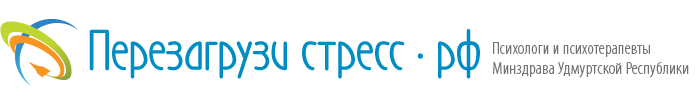 Перезагрузи стресс · рф
Психологи и психотерапевты
Минздрава Удмуртской Республики